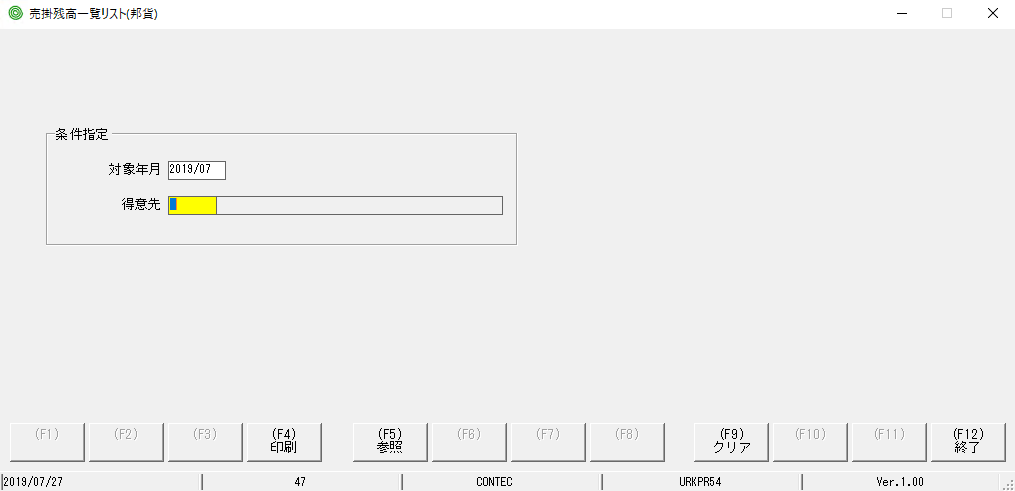 売掛残高一覧リスト(邦貨)
条件指定
対象年月 2019/07
得意先
(F1) (F2) (F3) (F4) (F5) (F6) (F7) (F8) (F9) (F10) (F11) (F12)
印刷 参照 クリア 終了
2019/07/27 47 CONTEC URKPR54 Ver.1.00